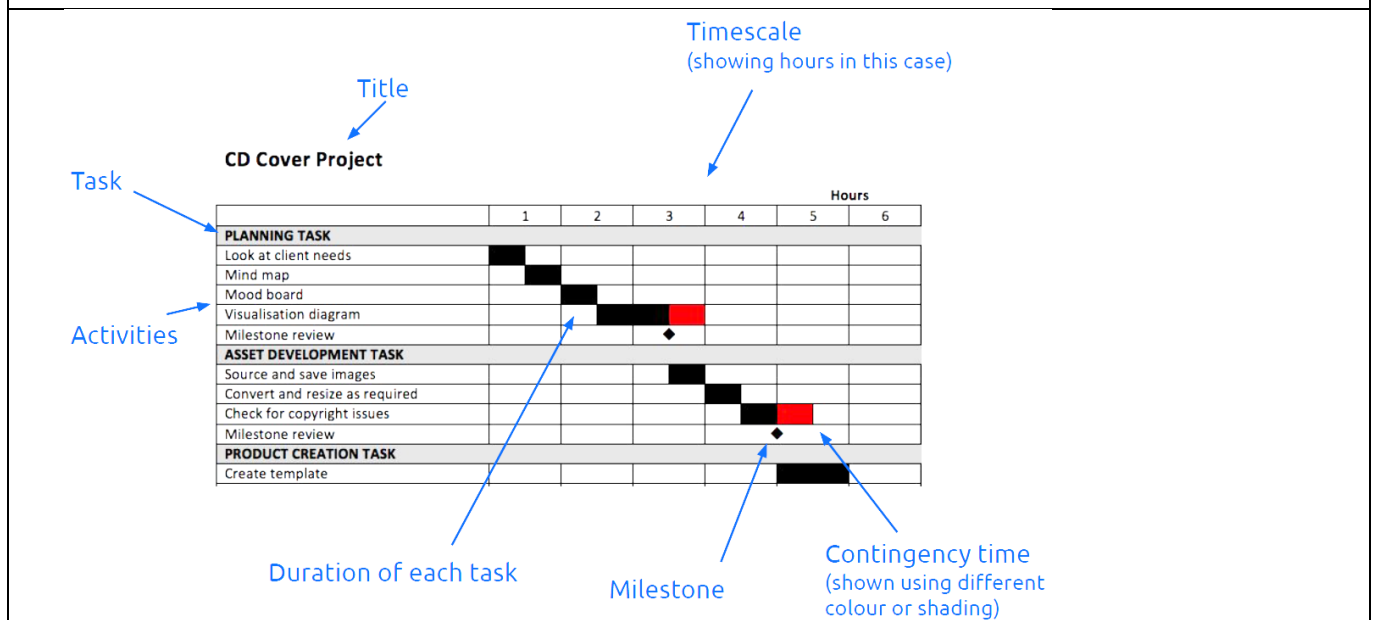 Timescale
(showing hours in this case)
Title
CD Cover Project
Task
Hours
1 2 3 4 5 6
PLANNING TASK
Look at client needs
Mind map
Mood board
Visualisation diagram
Activities
Milestone review
ASSET DEVELOPMENT TASK
Source and save images
Convert and resize as required
Check for copyright issues
Milestone review
PRODUCT CREATION TASK
Create template
Duration of each task
Milestone
Contingency time
(shown using different
colour or shading)